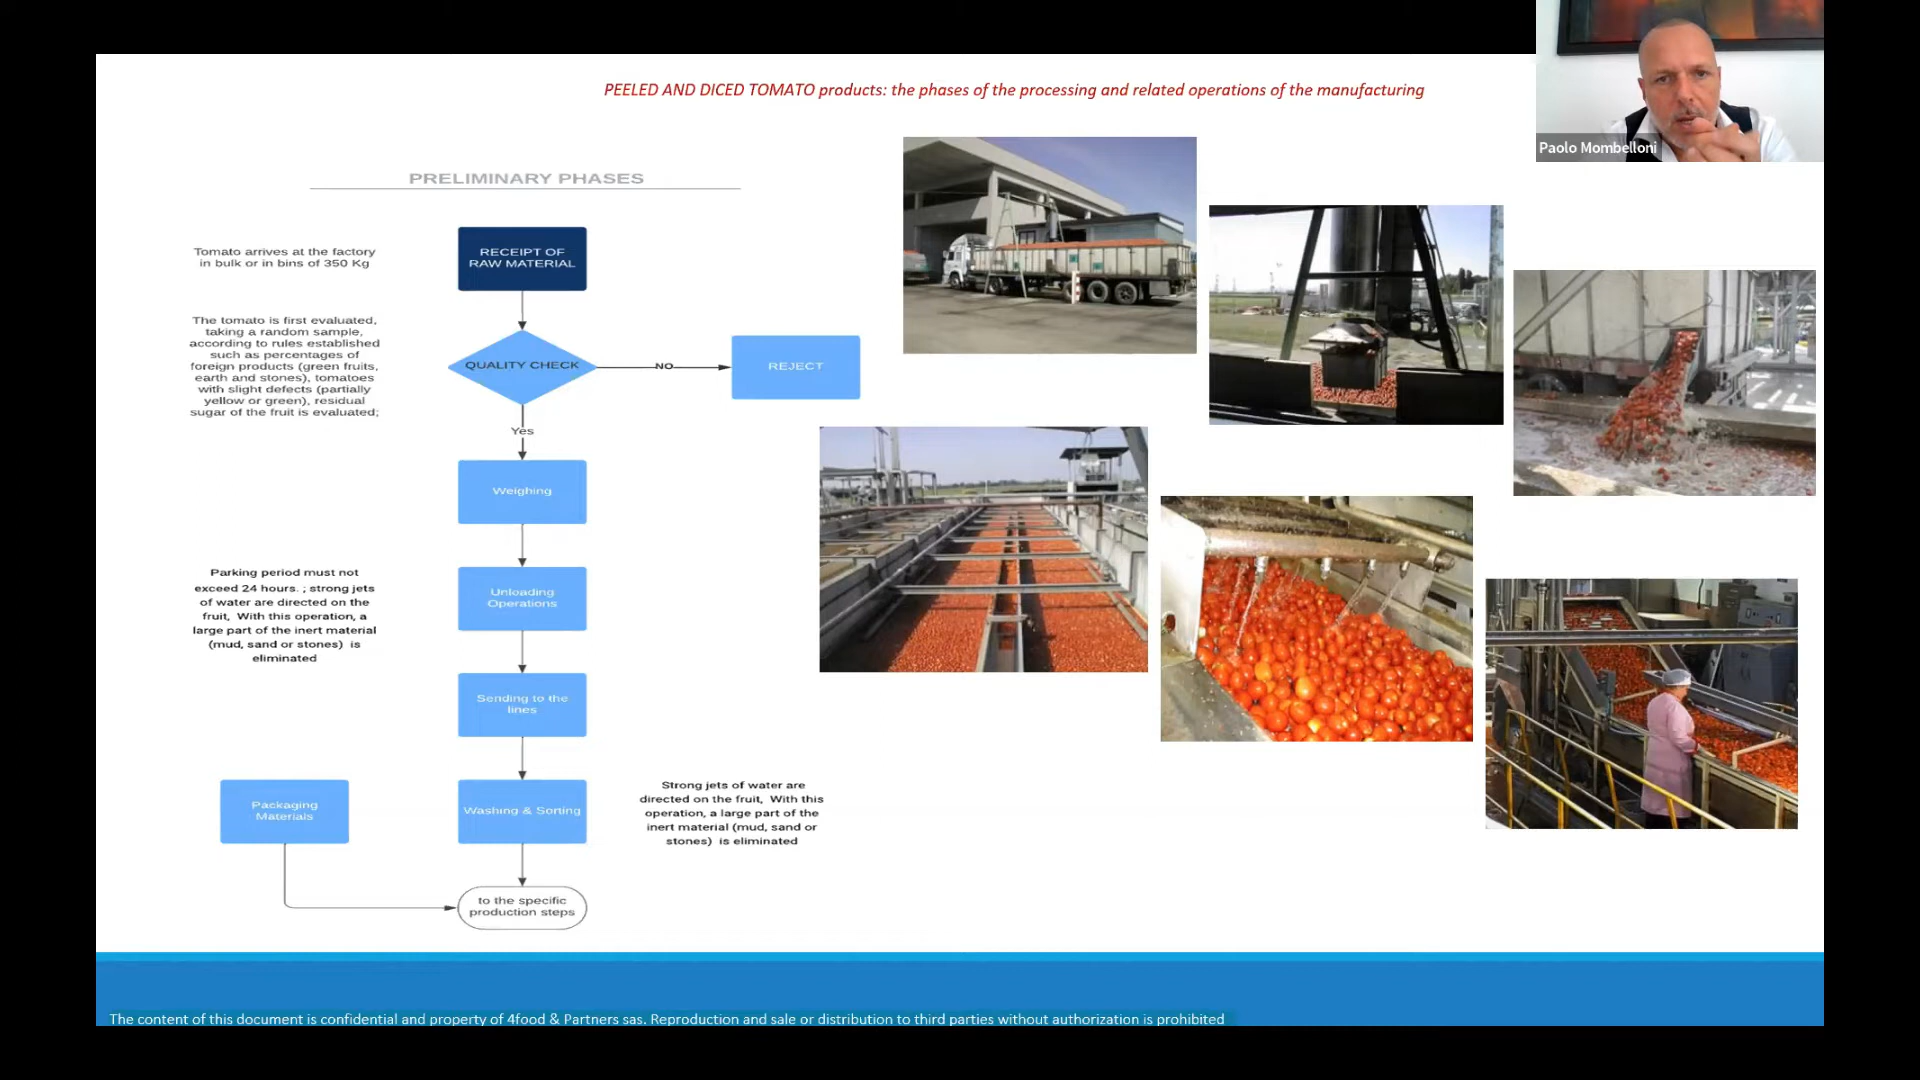 PEELED AND DICED TOMATO products: the phases of the processing and related operations of the manufacturing
Paolo Mombelloni
PRELIMINARY PHASES
Tomato arrives at the factory
in bulk or in bins of 350 Kg
RECEIPT OF
RAW MATERIAL
The tomato is first evaluated,
taking a random sample,
according to rules established
such as percentages of
foreign products (green fruits,
earth and stones), tomatoes
with slight defects (partially
yellow or green), residual
sugar of the fruit is evaluated;
QUALITY CHECK
NO
REJECT
Yes
Weighing
Parking period must not
exceed 24 hours. ; strong jets
of water are directed on the
fruit, With this operation, a
large part of the inert material
(mud, sand or stones) is
eliminated
Unloading
Operations
Sending to the
lines
Packaging
Materials
Washing & Sorting
Strong jets of water are
directed on the fruit, With this
operation, a large part of the
inert material (mud, sand or
stones) is eliminated
to the specific
production steps
The content of this document is confidential and property of 4food & Partners sas. Reproduction and sale or distribution to third parties without authorization is prohibited